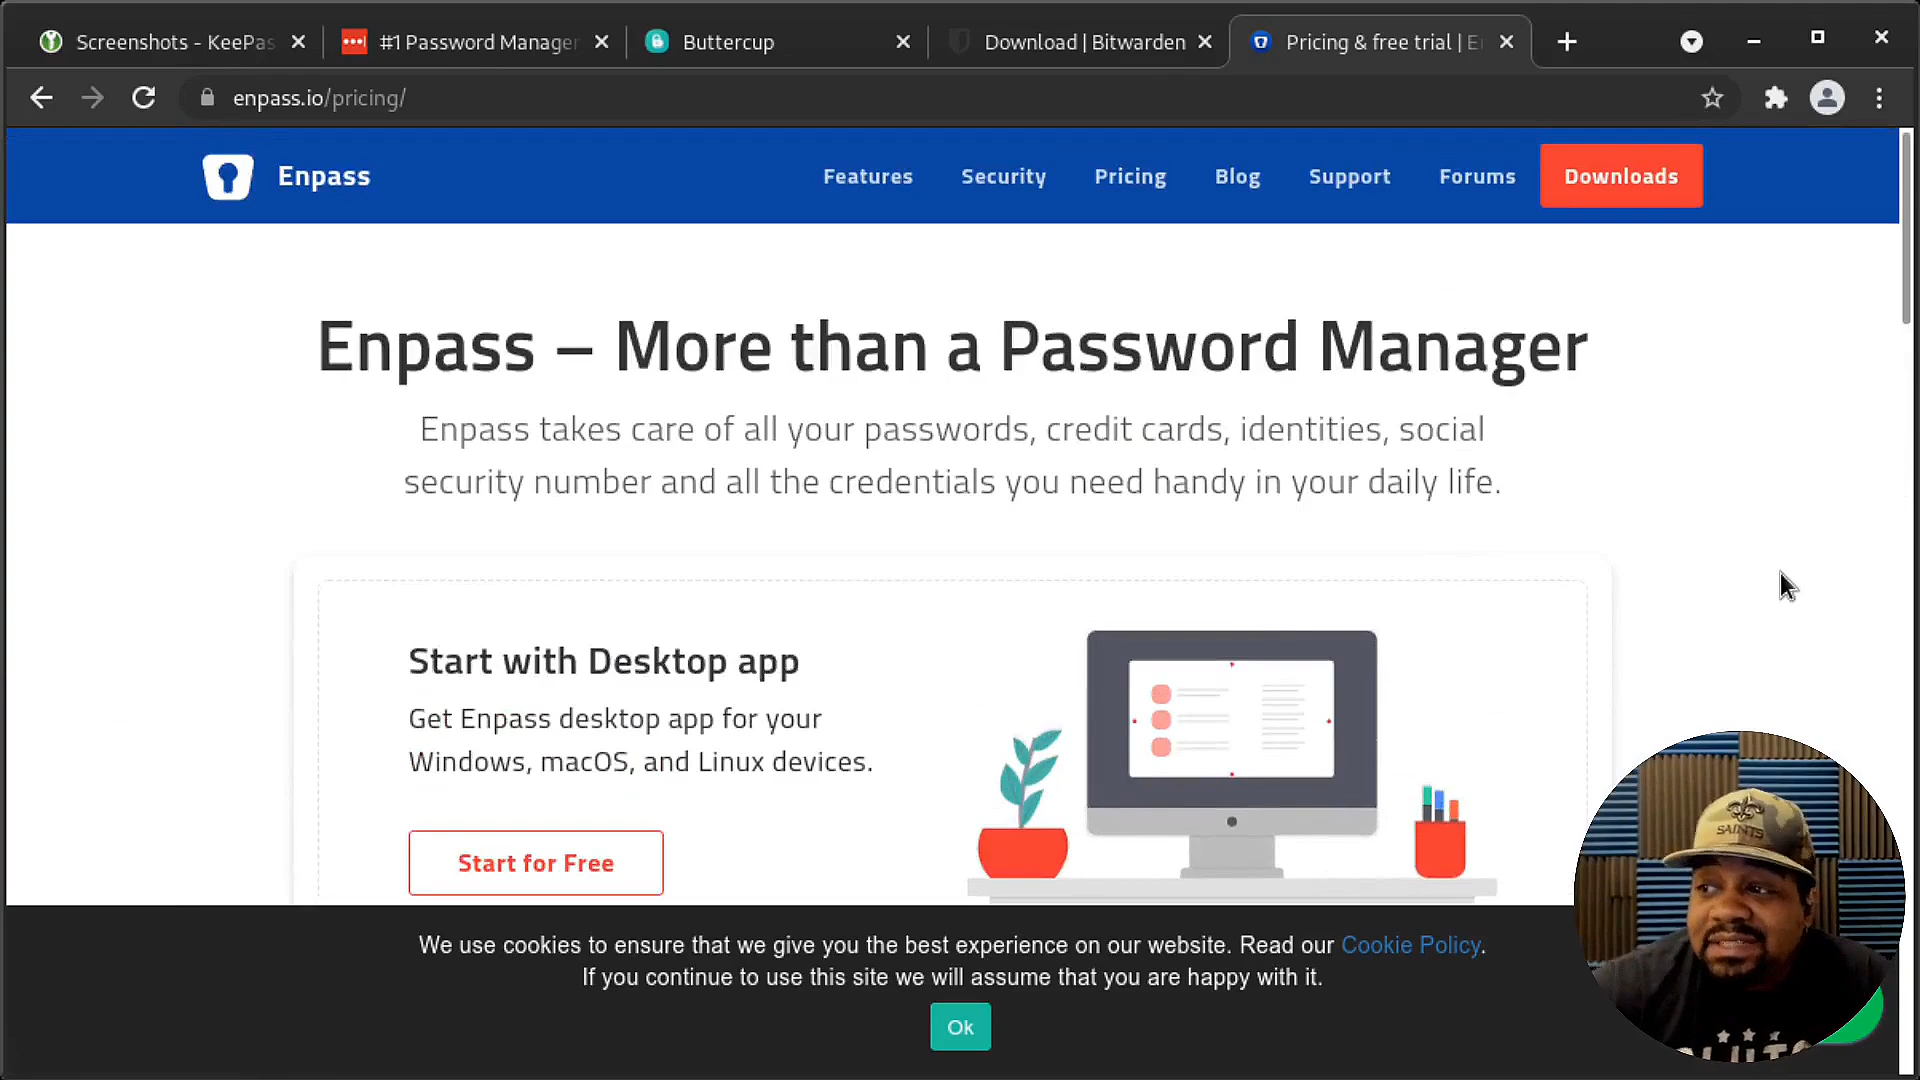 Screenshots - KeePas
#1 Password Manager
Buttercup
Download | Bitwarden
Pricing & free trial | E
enpass.io/pricing/
Enpass
Features
Security
Pricing
Blog
Support
Forums
Downloads
Enpass – More than a Password Manager
Enpass takes care of all your passwords, credit cards, identities, social
security number and all the credentials you need handy in your daily life.
Start with Desktop app
Get Enpass desktop app for your
Windows, macOS, and Linux devices.
Start for Free
SAINTS
We use cookies to ensure that we give you the best experience on our website. Read our Cookie Policy.
If you continue to use this site we will assume that you are happy with it.
Ok